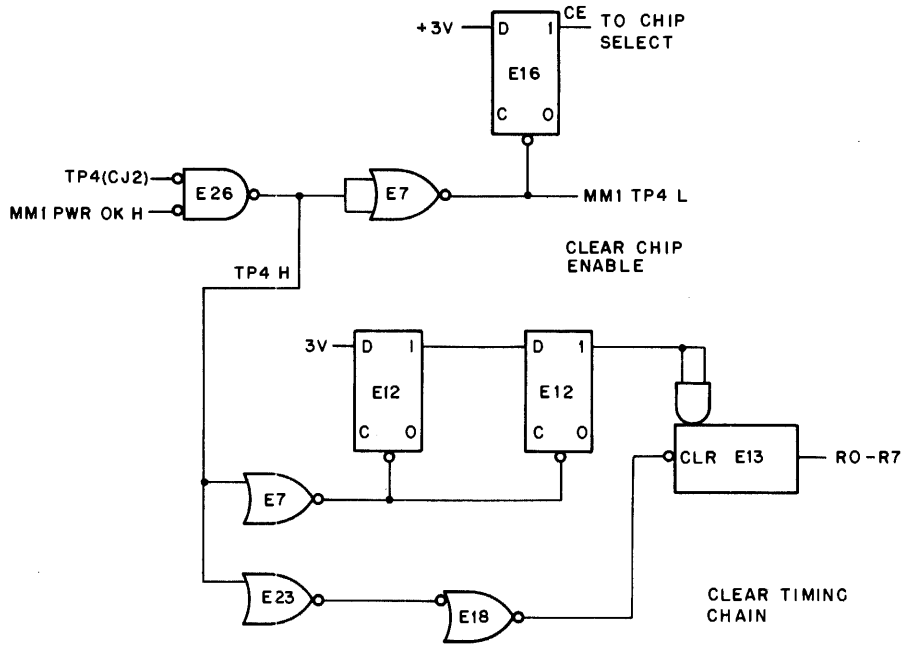 CE
+3V
D
1
TO CHIP
SELECT
E16
C
0
TP4(CJ2)
E26
E7
MM1 PWR OK H
MM1 TP4 L
CLEAR CHIP
ENABLE
TP4 H
3V
D
1
D
1
E12
E12
C
0
C
0
CLR
E13
R0-R7
E7
E23
E18
CLEAR TIMING
CHAIN